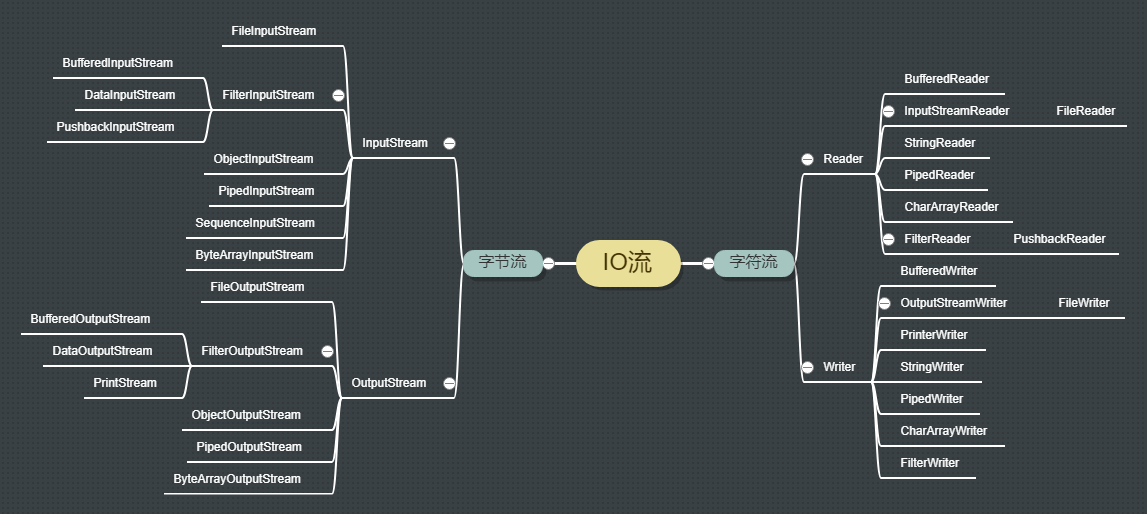 FileInputStream
BufferedInputStream
DataInputStream
PushbackInputStream
FilterInputStream
InputStream
ObjectInputStream
PipedInputStream
SequenceInputStream
ByteArrayInputStream
字节流
FileOutputStream
BufferedOutputStream
DataOutputStream
PrintStream
FilterOutputStream
OutputStream
ObjectOutputStream
PipedOutputStream
ByteArrayOutputStream
IO流
字符流
Reader
BufferedReader
InputStreamReader
FileReader
StringReader
PipedReader
CharArrayReader
FilterReader
PushbackReader
Writer
BufferedWriter
OutputStreamWriter
FileWriter
PrinterWriter
StringWriter
PipedWriter
CharArrayWriter
FilterWriter